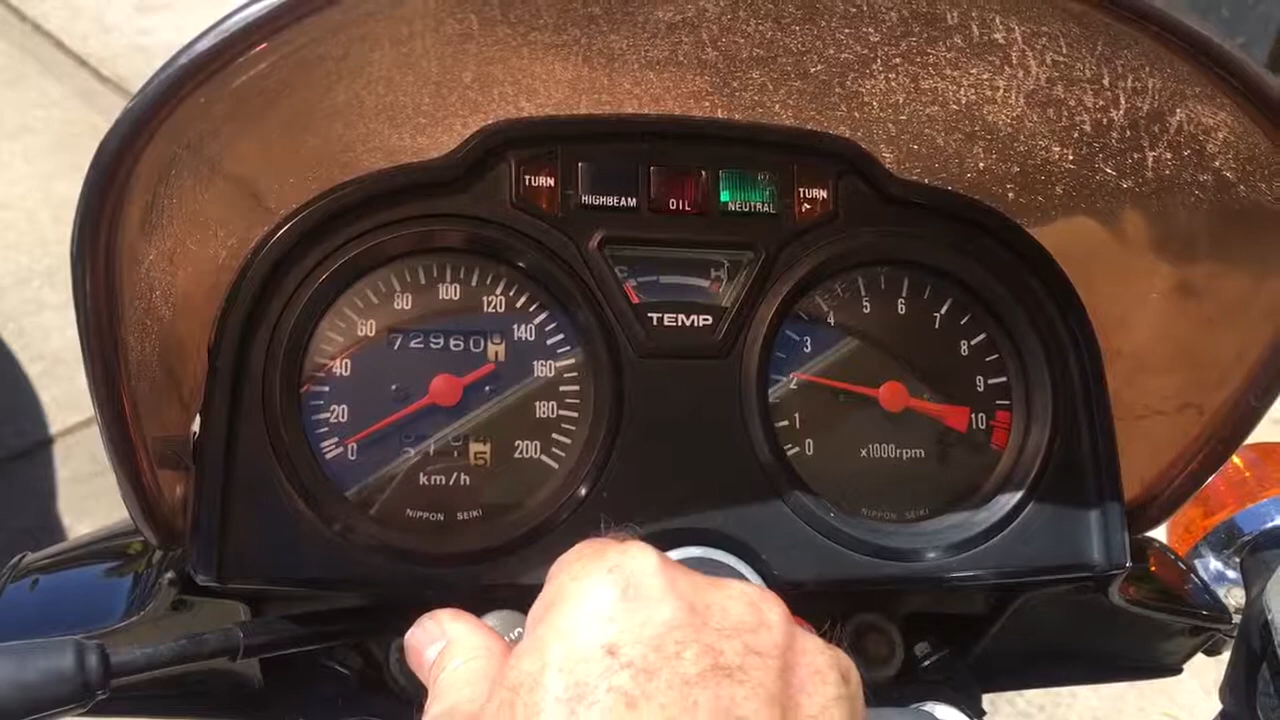 TURN
HIGHBEAM
OIL
NEUTRAL
TURN
C H
TEMP
0 20 40 60 80 100 120 140 160 180 200
72960
5
km/h
NIPPON SEIKI
0 1 2 3 4 5 6 7 8 9 10
x1000rpm
NIPPON SEIKI